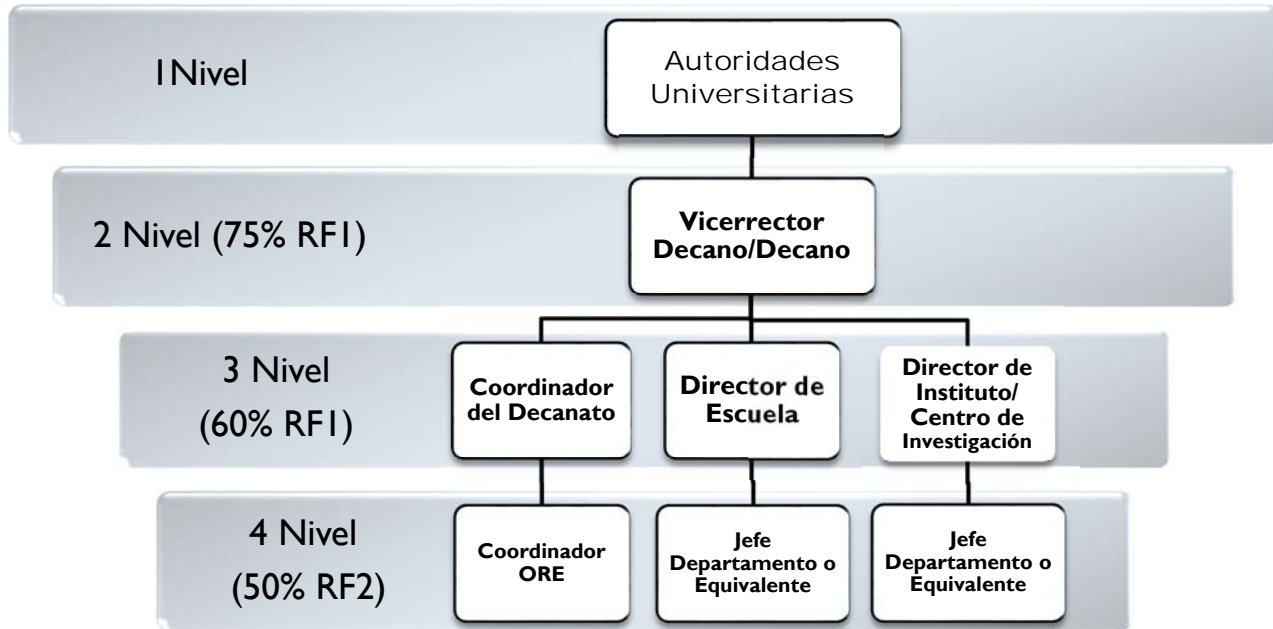 1Nivel
Autoridades
Universitarias
2 Nivel (75% RF1)
Vicerrector
Decano/Decano
3 Nivel
(60% RF1)
Coordinador
del Decanato
Director de
Escuela
Director de
Instituto/
Centro de
Investigación
4 Nivel
(50% RF2)
Coordinador
ORE
Jefe
Departamento o
Equivalente
Jefe
Departamento o
Equivalente